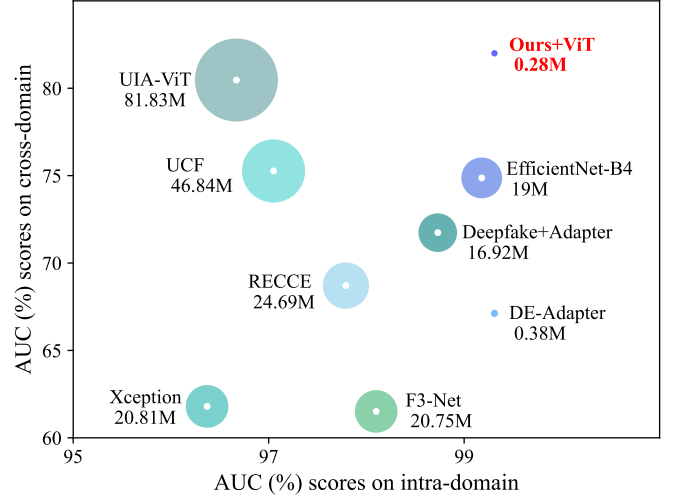 Ours+ViT
0.28M
UIA-ViT
81.83M
UCF
46.84M
EfficientNet-B4
19M
Deepfake+Adapter
16.92M
RECCE
24.69M
DE-Adapter
0.38M
Xception
20.81M
F3-Net
20.75M
80
75
70
65
60
95
97
99
AUC (%) scores on cross-domain
AUC (%) scores on intra-domain